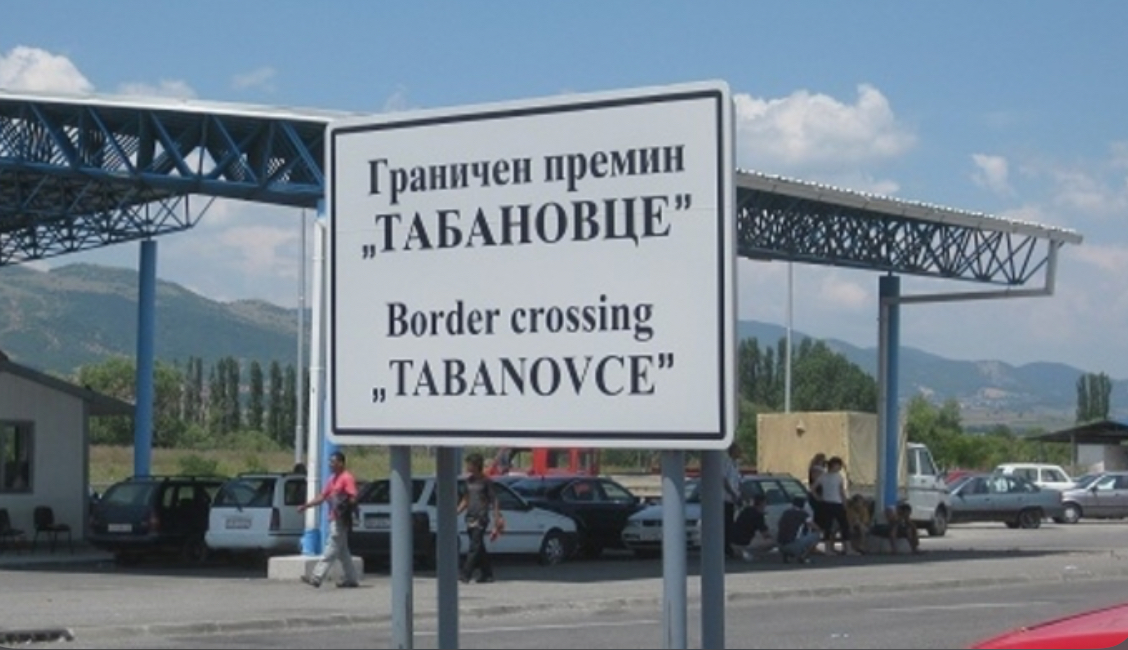 Граничен премин
„ТАБАНОВЦЕ”
Border crossing
„TABANOVCE”